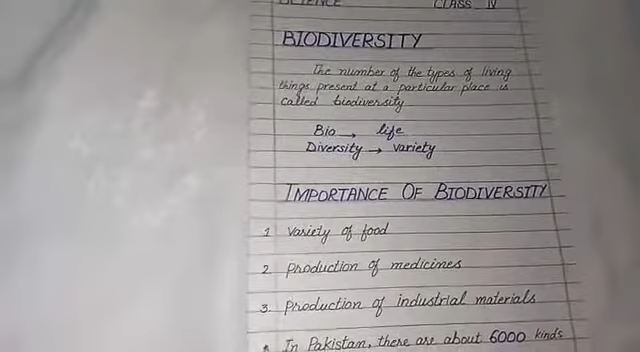 SCIENCE CLASS IV
BIODIVERSITY
The number of the types of living
things present at a particular place is
called biodiversity
Bio → life
Diversity → variety
IMPORTANCE OF BIODIVERSITY
1 Variety of food
2. Production of medicines
3. Production of industrial materials
* In Pakistan, there are about 6000 kinds